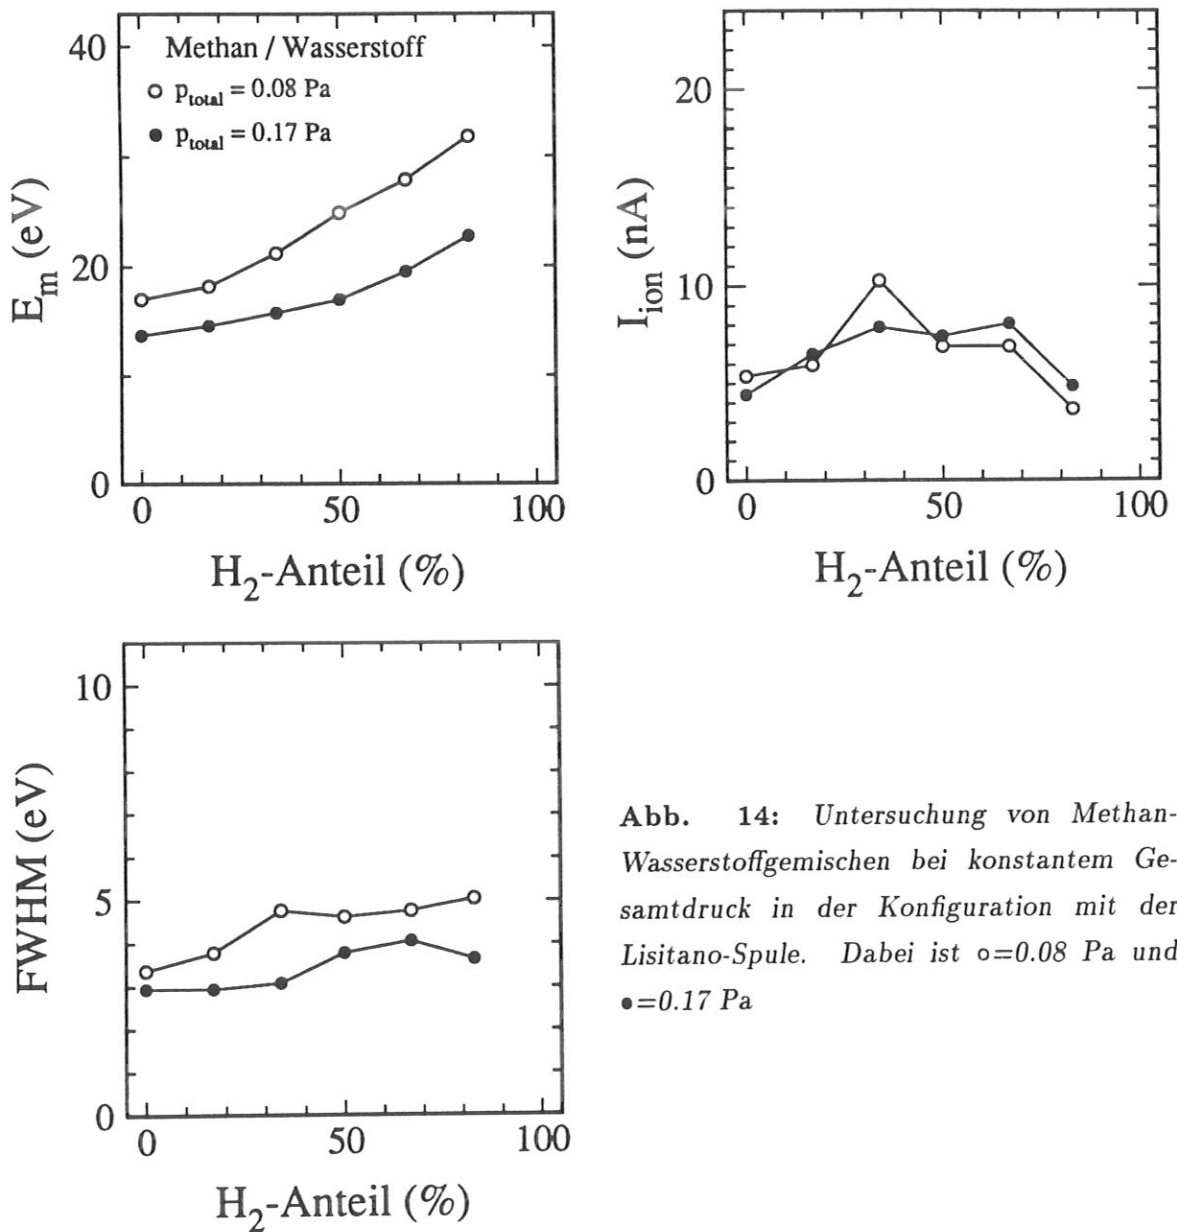 40
20
0
E_m (eV)
Methan / Wasserstoff
○ p_total = 0.08 Pa
● p_total = 0.17 Pa
0 50 100
H₂-Anteil (%)
20
10
0
I_ion (nA)
0 50 100
H₂-Anteil (%)
10
5
0
FWHM (eV)
0 50 100
H₂-Anteil (%)
Abb. 14: Untersuchung von Methan-
Wasserstoffgemischen bei konstantem Ge-
samtdruck in der Konfiguration mit der
Lisitano-Spule. Dabei ist ○=0.08 Pa und
●=0.17 Pa